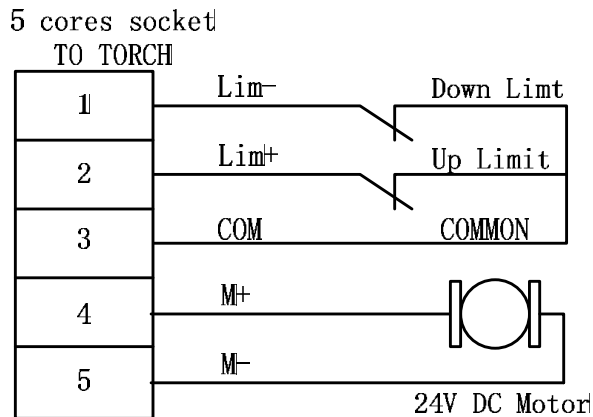 5 cores socket
TO TORCH
1 Lim- Down Limt
2 Lim+ Up Limit
3 COM COMMON
4 M+
5 M-
24V DC Motor